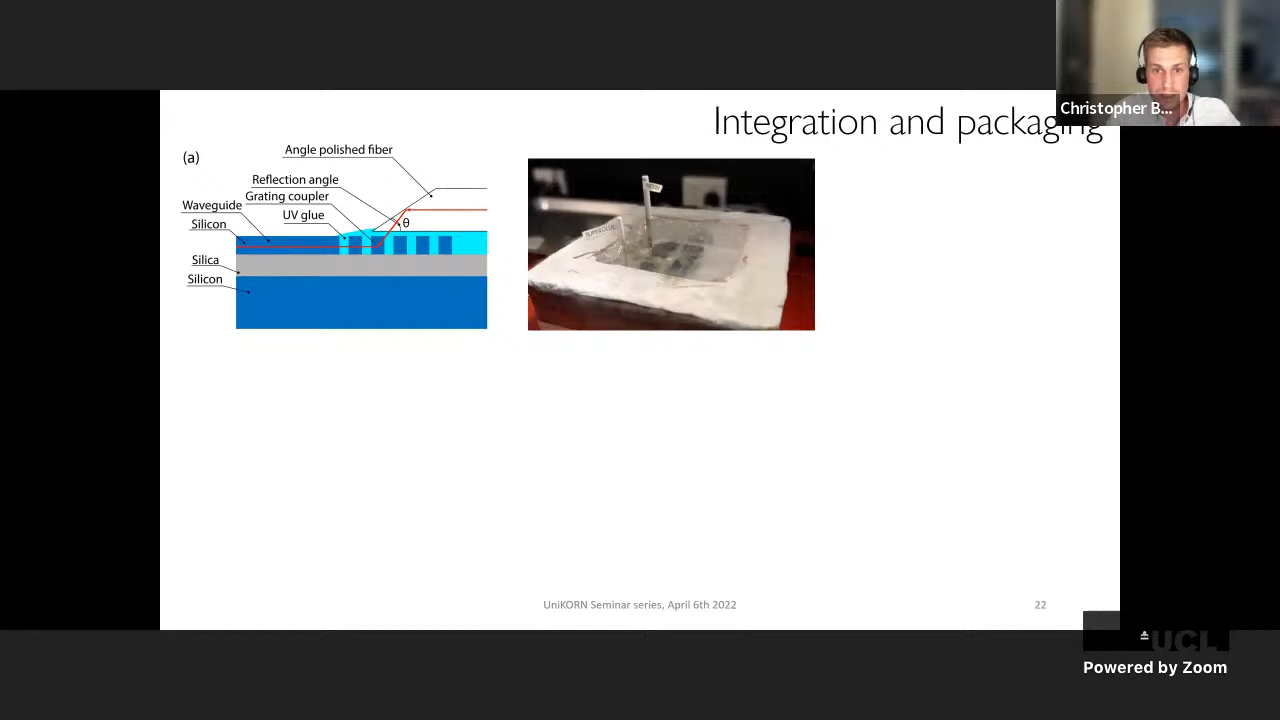 Integration and packaging
Christopher B...
(a)
Angle polished fiber
Reflection angle
Grating coupler
Waveguide
UV glue
Silicon
θ
Silica
Silicon
SUPERGLUE
UniKORN Seminar series, April 6th 2022
22
UCL
Powered by Zoom